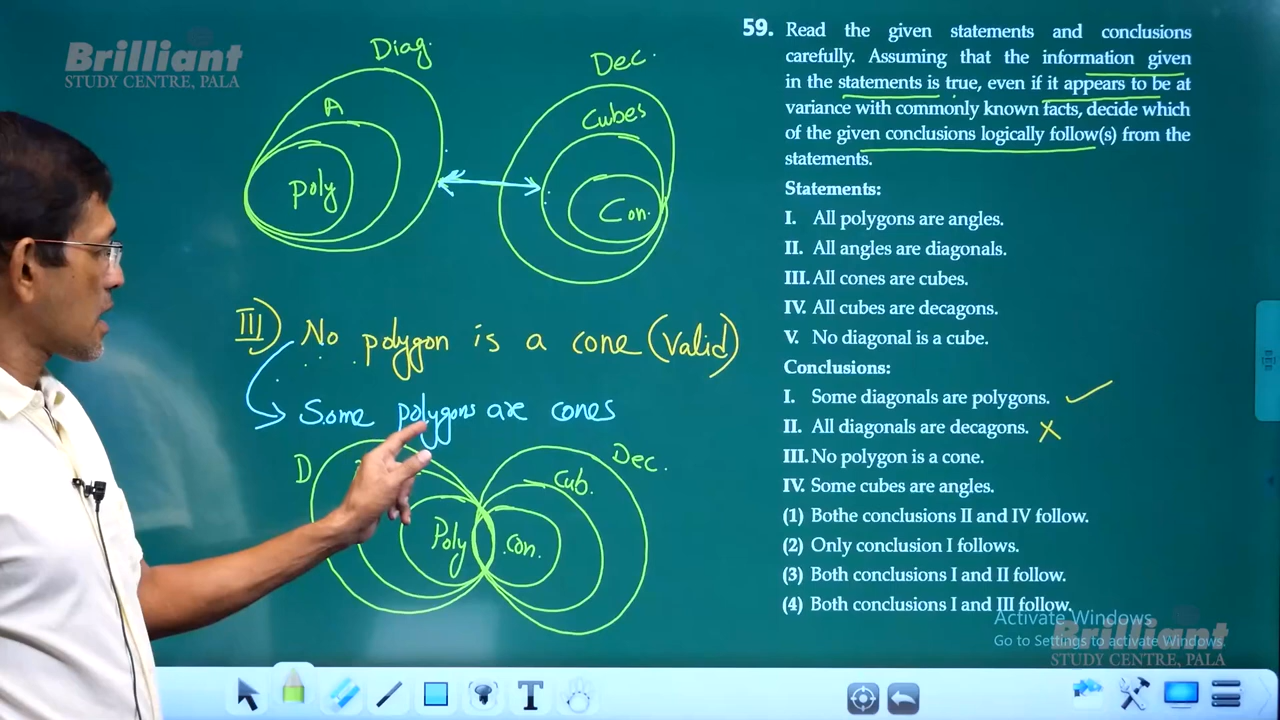 Brilliant
STUDY CENTRE, PALA
Diag.
A
Poly
Dec.
Cubes
Con.
III) No polygon is a cone (Valid)
Some polygons are cones
D
Poly
Con.
Cub.
Dec.
59. Read the given statements and conclusions
carefully. Assuming that the information given
in the statements is true, even if it appears to be at
variance with commonly known facts, decide which
of the given conclusions logically follow(s) from the
statements.
Statements:
I. All polygons are angles.
II. All angles are diagonals.
III. All cones are cubes.
IV. All cubes are decagons.
V. No diagonal is a cube.
Conclusions:
I. Some diagonals are polygons.
II. All diagonals are decagons.
III. No polygon is a cone.
IV. Some cubes are angles.
(1) Bothe conclusions II and IV follow.
(2) Only conclusion I follows.
(3) Both conclusions I and II follow.
(4) Both conclusions I and III follow.
Activate Windows
Go to Settings to activate Windows.
Brilliant
STUDY CENTRE, PALA
T